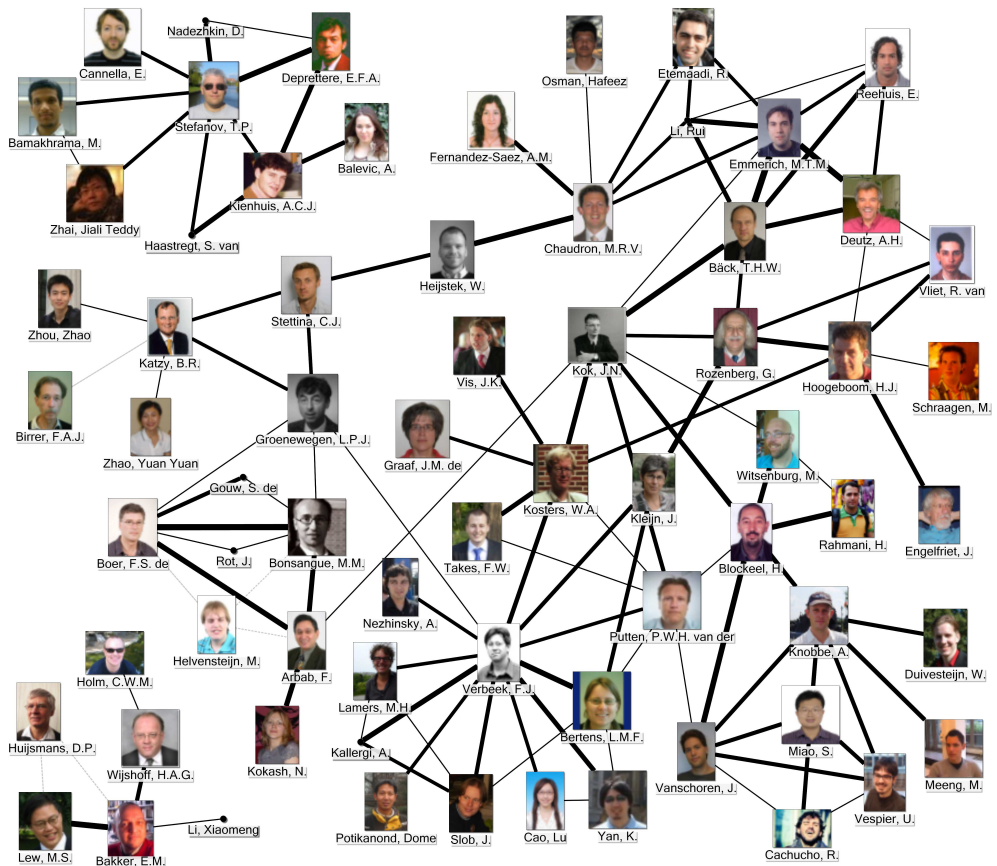 Nadezhkin, D.
Cannella, E.
Deprettere, E.F.A.
Osman, Hafeez
Etemaadi, R.
Reehuis, E.
Stefanov, T.P.
Bamakhrama, M.
Li, Rui
Fernandez-Saez, A.M.
Emmerich, M.T.M.
Balevic, A.
Kienhuis, A.C.J.
Zhai, Jiali Teddy
Haastregt, S. van
Chaudron, M.R.V.
Deutz, A.H.
Bäck, T.H.W.
Heijstek, W.
Vliet, R. van
Stettina, C.J.
Zhou, Zhao
Katzy, B.R.
Kok, J.N.
Rozenberg, G.
Vis, J.K.
Hoogeboom, H.J.
Schraagen, M.
Birrer, F.A.J.
Groenewegen, L.P.J.
Zhao, Yuan Yuan
Graaf, J.M. de
Witsenburg, M.
Gouw, S. de
Kosters, W.A.
Kleijn, J.
Rahmani, H.
Engelfriet, J.
Boer, F.S. de
Rot, J.
Bonsangue, M.M.
Takes, F.W.
Blockeel, H.
Nezhinsky, A.
Putten, P.W.H. van der
Knobbe, A.
Helvensteijn, M.
Arbab, F.
Duivesteijn, W.
Holm, C.W.M.
Verbeek, F.J.
Lamers, M.H.
Bertens, L.M.F.
Huijsmans, D.P.
Kallergi, A.
Miao, S.
Wijshoff, H.A.G.
Kokash, N.
Vanschoren, J.
Meeng, M.
Vespier, U.
Li, Xiaomeng
Potikanond, Dome
Slob, J.
Cao, Lu
Yan, K.
Cachucho, R.
Lew, M.S.
Bakker, E.M.